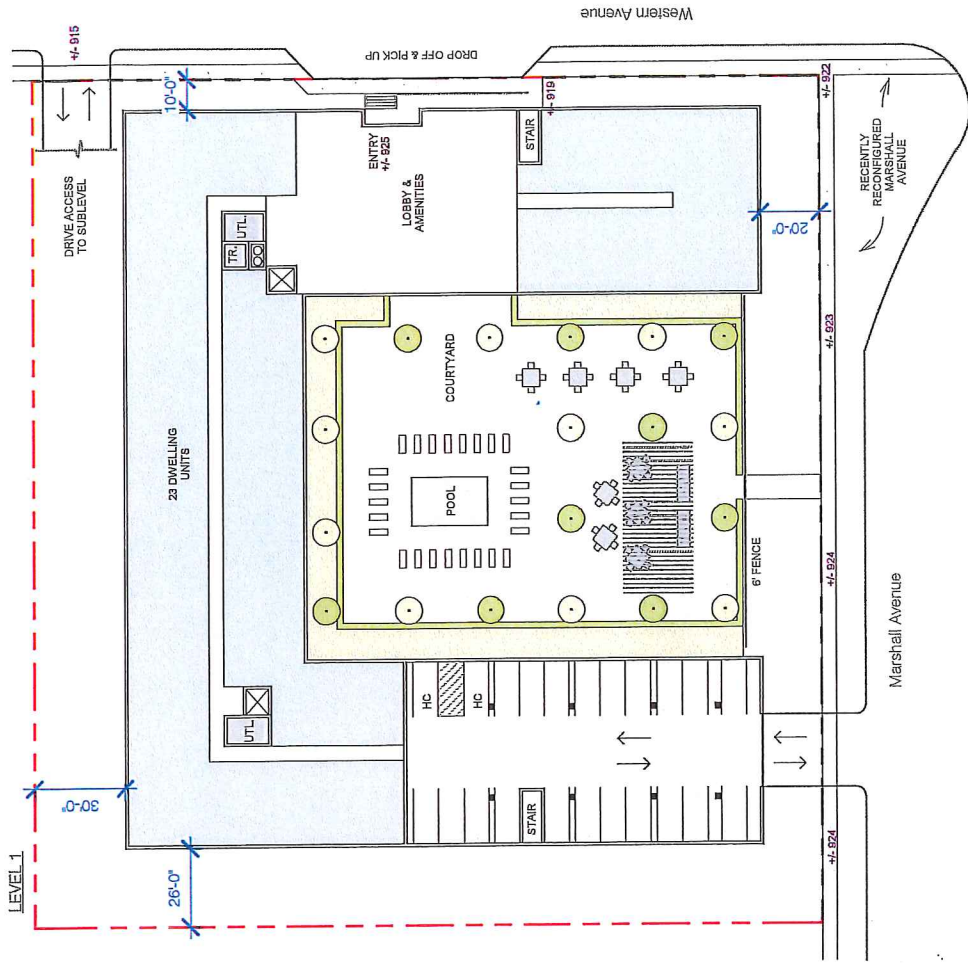 LEVEL 1
30'-0"
26'-0"
10'-0"
+/- 915
DRIVE ACCESS
TO SUBLEVEL
23 DWELLING
UNITS
TR.
UTL.
UTL.
ENTRY
+/- 925
LOBBY &
AMENITIES
DROP OFF & PICK UP
Western Avenue
+/- 919
STAIR
COURTYARD
POOL
HC
HC
STAIR
6' FENCE
20'-0"
+/- 922
+/- 923
+/- 924
+/- 924
RECENTLY
RECONFIGURED
MARSHALL
AVENUE
Marshall Avenue